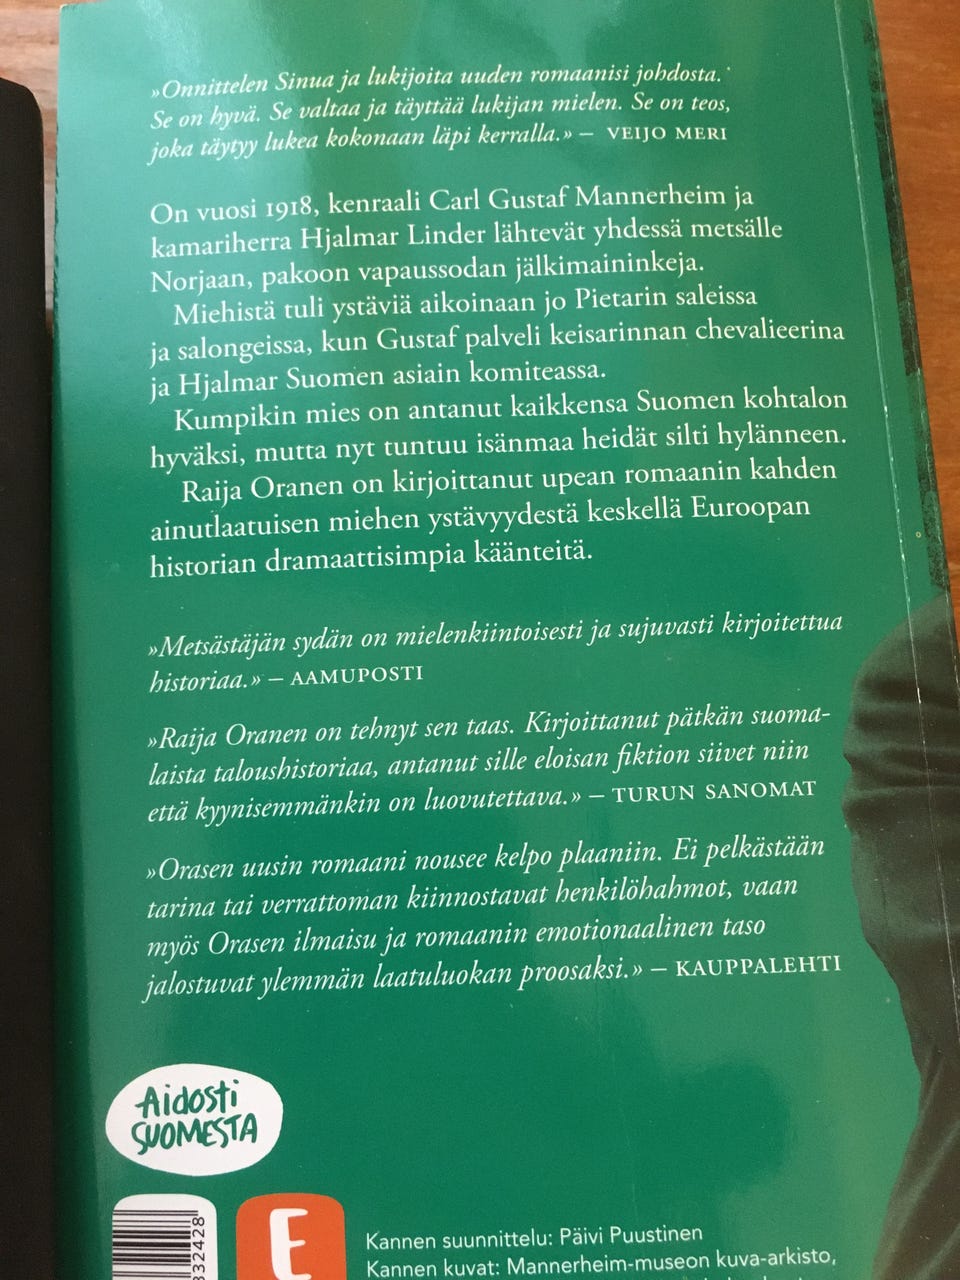 »Onnittelen Sinua ja lukijoita uuden romaanisi johdosta.
Se on hyvä. Se valtaa ja täyttää lukijan mielen. Se on teos,
joka täytyy lukea kokonaan läpi kerralla.» – VEIJO MERI
On vuosi 1918, kenraali Carl Gustaf Mannerheim ja
kamariherra Hjalmar Linder lähtevät yhdessä metsälle
Norjaan, pakoon vapaussodan jälkimaininkeja.
Miehistä tuli ystäviä aikoinaan jo Pietarin saleissa
ja salongeissa, kun Gustaf palveli keisarinnan chevalieerina
ja Hjalmar Suomen asiain komiteassa.
Kumpikin mies on antanut kaikkensa Suomen kohtalon
hyväksi, mutta nyt tuntuu isänmaa heidät silti hylänneen.
Raija Oranen on kirjoittanut upean romaanin kahden
ainutlaatuisen miehen ystävyydestä keskellä Euroopan
historian dramaattisimpia käänteitä.
»Metsästäjän sydän on mielenkiintoisesti ja sujuvasti kirjoitettua
historiaa.» – AAMUPOSTI
»Raija Oranen on tehnyt sen taas. Kirjoittanut pätkän suoma-
laista taloushistoriaa, antanut sille eloisan fiktion siivet niin
että kyynisemmänkin on luovutettava.» – TURUN SANOMAT
»Orasen uusin romaani nousee kelpo plaaniin. Ei pelkästään
tarina tai verrattoman kiinnostavat henkilöhahmot, vaan
myös Orasen ilmaisu ja romaanin emotionaalinen taso
jalostuvat ylemmän laatuluokan proosaksi.» – KAUPPALEHTI
Aidosti
SUOMESTA
332428
E
Kannen suunnittelu: Päivi Puustinen
Kannen kuvat: Mannerheim-museon kuva-arkisto,